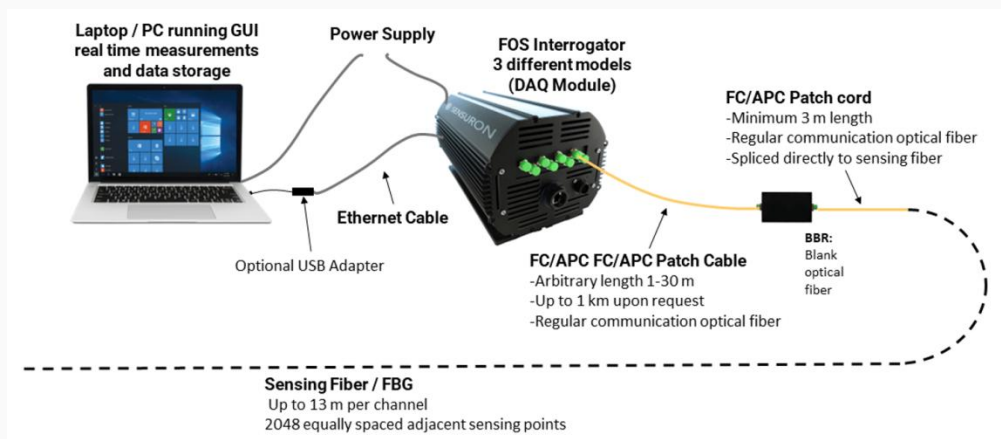 Laptop / PC running GUI
real time measurements
and data storage
Power Supply
FOS Interrogator
3 different models
(DAQ Module)
SENSURON
FC/APC Patch cord
-Minimum 3 m length
-Regular communication optical fiber
-Spliced directly to sensing fiber
Ethernet Cable
Optional USB Adapter
FC/APC FC/APC Patch Cable
-Arbitrary length 1-30 m
-Up to 1 km upon request
-Regular communication optical fiber
BBR:
Blank
optical
fiber
Sensing Fiber / FBG
Up to 13 m per channel
2048 equally spaced adjacent sensing points